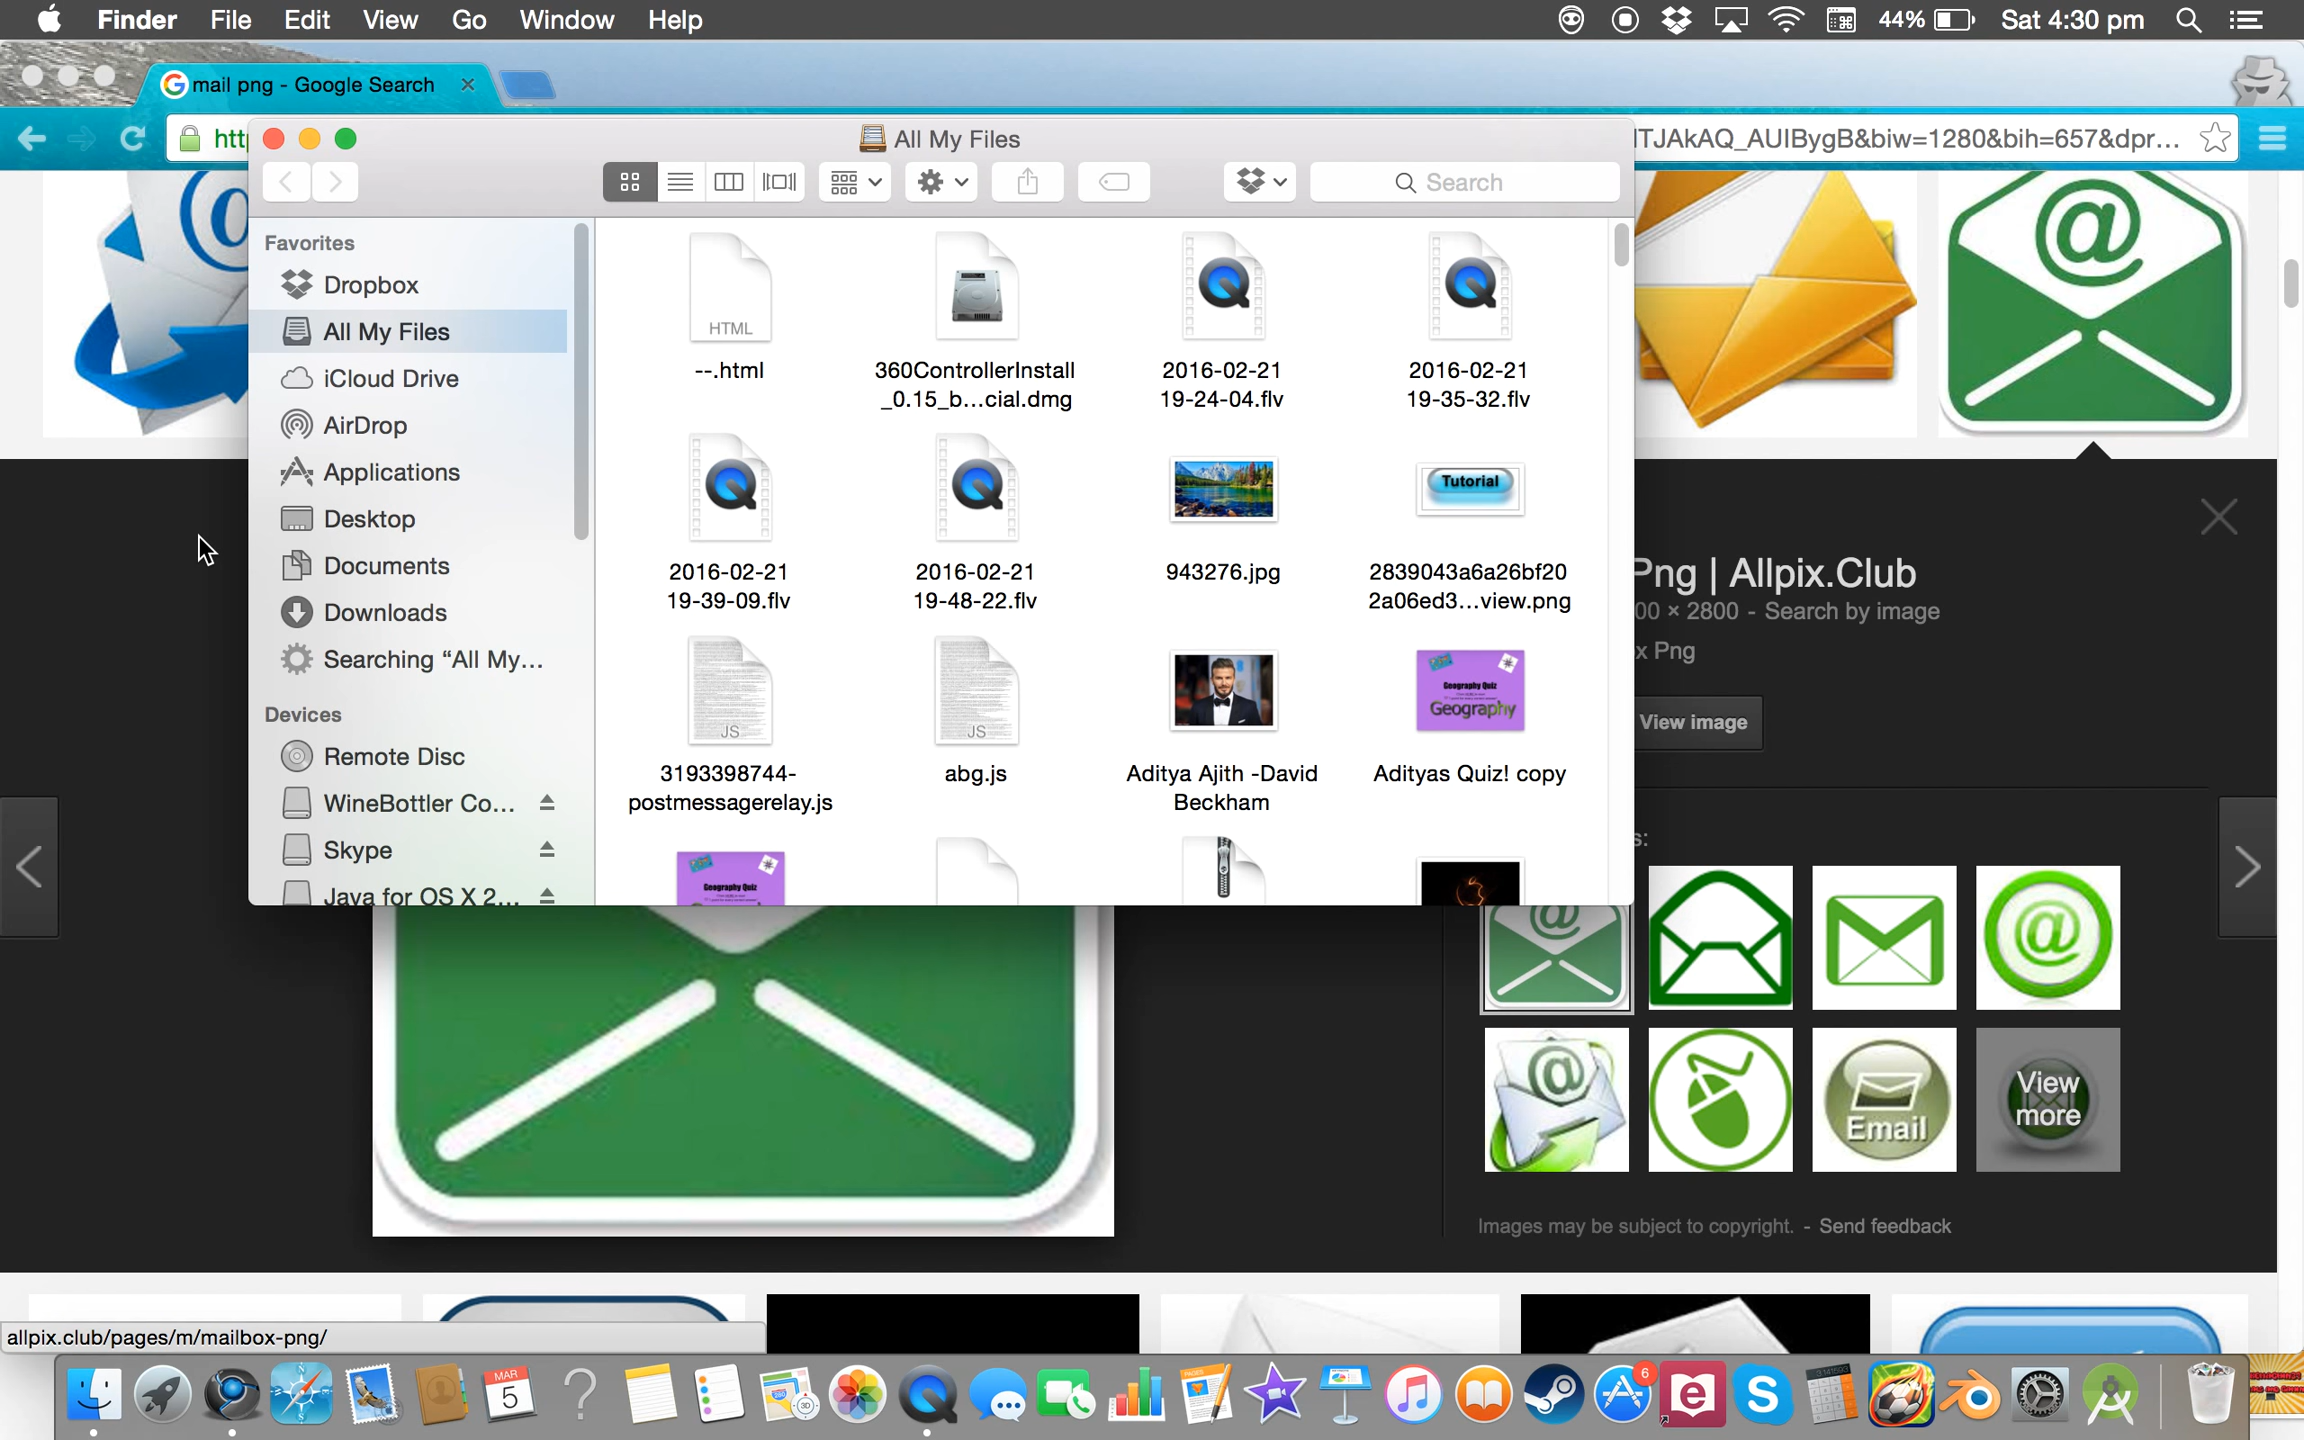 Finder File Edit View Go Window Help 44% Sat 4:30 pm
mail png - Google Search
ITJAkAQ_AUIBygB&biw=1280&bih=657&dpr...
All My Files
Search
Favorites
Dropbox
All My Files
iCloud Drive
AirDrop
Applications
Desktop
Documents
Downloads
Searching “All My...
Devices
Remote Disc
WineBottler Co...
Skype
Java for OS X 2...
HTML
--.html
360ControllerInstall
_0.15_b...cial.dmg
2016-02-21
19-24-04.flv
2016-02-21
19-35-32.flv
2016-02-21
19-39-09.flv
2016-02-21
19-48-22.flv
943276.jpg
Tutorial
2839043a6a26bf20
2a06ed3...view.png
JS
3193398744-
postmessagerelay.js
JS
abg.js
Aditya Ajith -David
Beckham
Geography Quiz
Geography
Adityas Quiz! copy
Geography Quiz
Png | Allpix.Club
00 × 2800 - Search by image
x Png
View image
s:
@
Email
View
more
Images may be subject to copyright. - Send feedback
allpix.club/pages/m/mailbox-png/
MAR
5
6